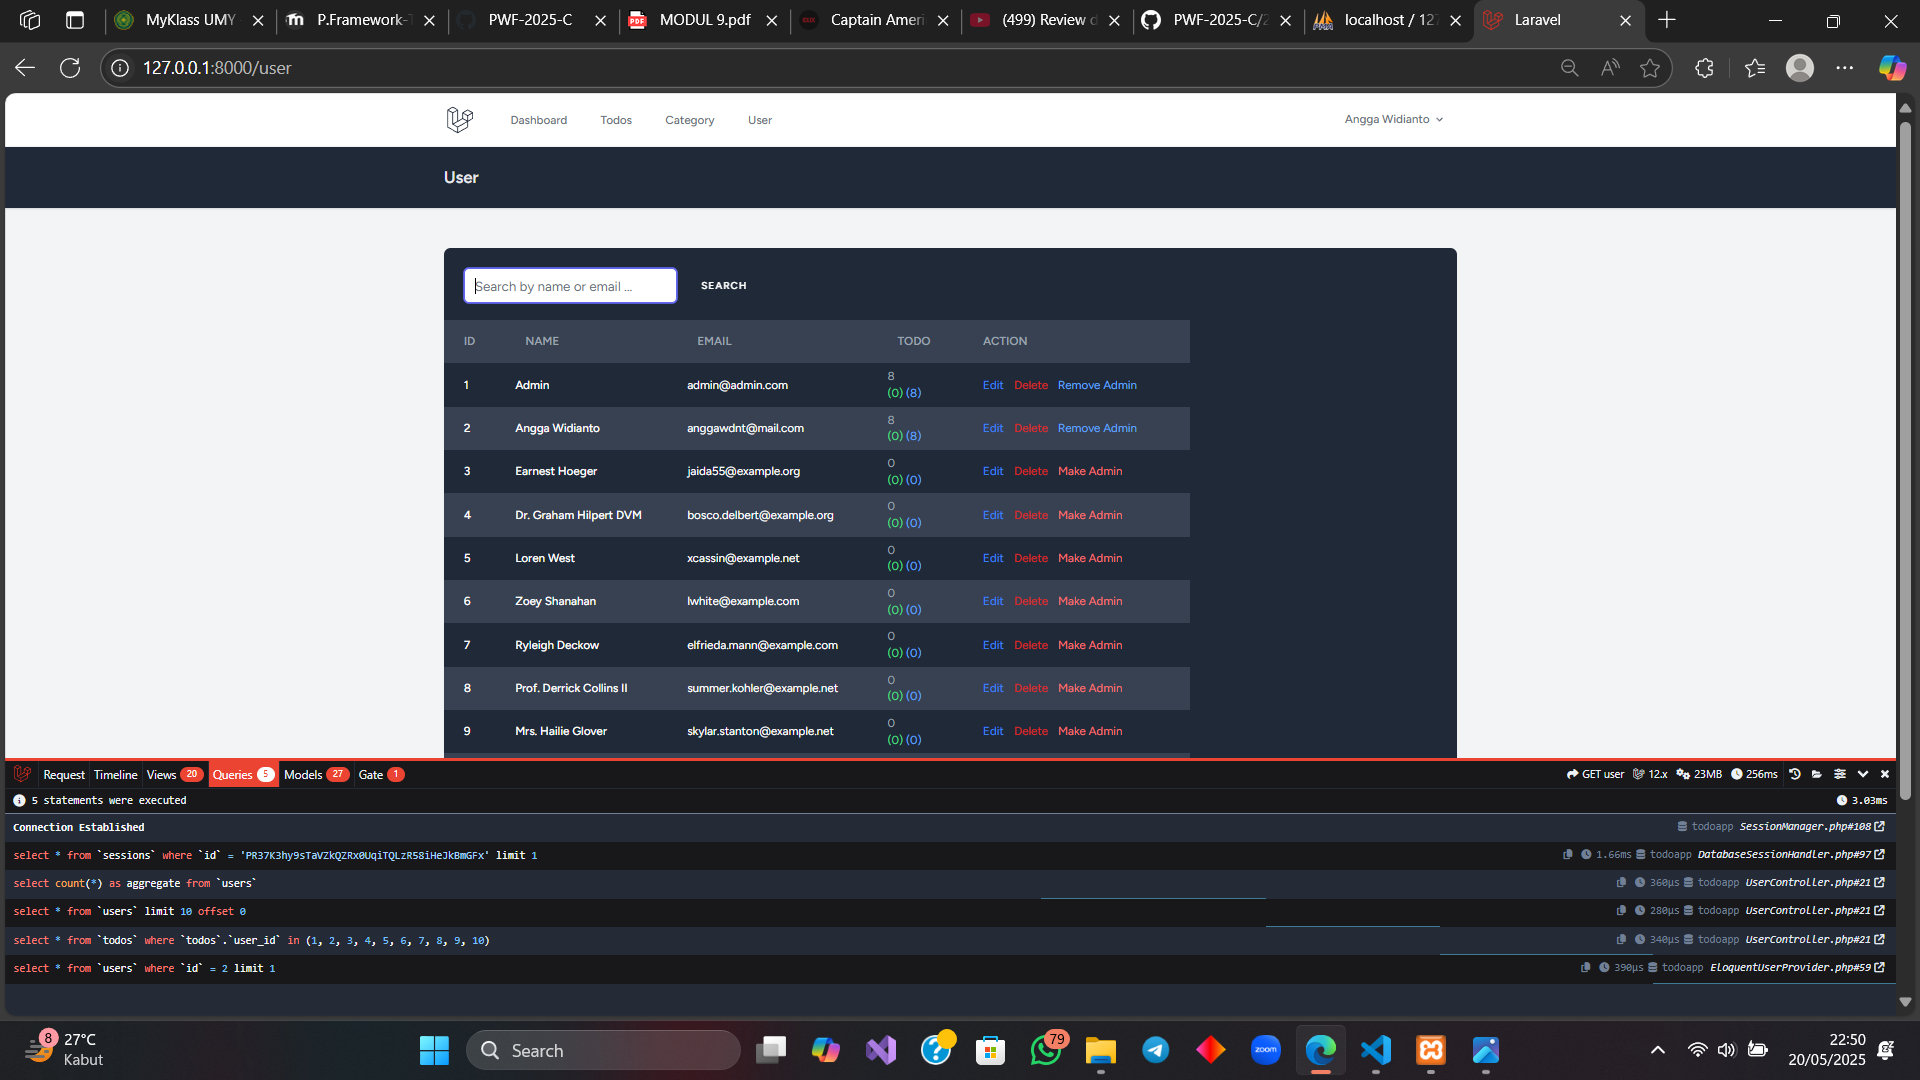 MyKlass UMY
P.Framework-
PWF-2025-C
MODUL 9.pdf
Captain Ameri
(499) Review d
PWF-2025-C/2
localhost / 127
Laravel
127.0.0.1:8000/user
Dashboard Todos Category User
Angga Widianto
User
Search by name or email ...
SEARCH
ID NAME EMAIL TODO ACTION
1 Admin admin@admin.com 8 (0) (8) Edit Delete Remove Admin
2 Angga Widianto anggawdnt@mail.com 8 (0) (8) Edit Delete Remove Admin
3 Earnest Hoeger jaida55@example.org 0 (0) (0) Edit Delete Make Admin
4 Dr. Graham Hilpert DVM bosco.delbert@example.org 0 (0) (0) Edit Delete Make Admin
5 Loren West xcassin@example.net 0 (0) (0) Edit Delete Make Admin
6 Zoey Shanahan lwhite@example.com 0 (0) (0) Edit Delete Make Admin
7 Ryleigh Deckow elfrieda.mann@example.com 0 (0) (0) Edit Delete Make Admin
8 Prof. Derrick Collins II summer.kohler@example.net 0 (0) (0) Edit Delete Make Admin
9 Mrs. Hailie Glover skylar.stanton@example.net 0 (0) (0) Edit Delete Make Admin
Request Timeline Views 20 Queries 5 Models 27 Gate 1 GET user 12.x 23MB 256ms
5 statements were executed 3.03ms
Connection Established todoapp SessionManager.php#108
select * from `sessions` where `id` = 'PR37K3hy9sTaVZkQZRx0UqiTQLzR58iHeJkBmGFx' limit 1 1.66ms todoapp DatabaseSessionHandler.php#97
select count(*) as aggregate from `users` 360μs todoapp UserController.php#21
select * from `users` limit 10 offset 0 280μs todoapp UserController.php#21
select * from `todos` where `todos`.`user_id` in (1, 2, 3, 4, 5, 6, 7, 8, 9, 10) 340μs todoapp UserController.php#21
select * from `users` where `id` = 2 limit 1 390μs todoapp EloquentUserProvider.php#59
8 27°C
Kabut
Search
79
zoom
22:50
20/05/2025